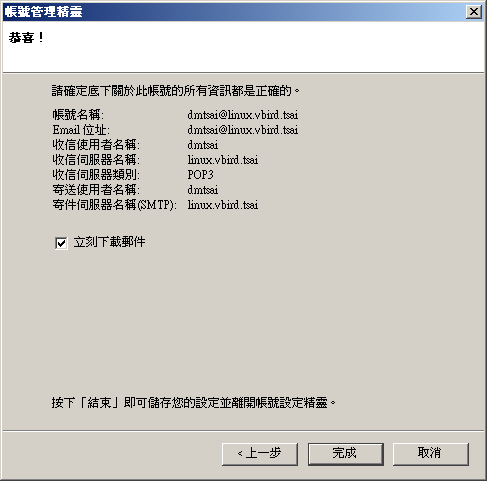 帳號管理精靈
恭喜！
請確定底下關於此帳號的所有資訊都是正確的。
帳號名稱: dmtsai@linux.vbird.tsai
Email 位址: dmtsai@linux.vbird.tsai
收信使用者名稱: dmtsai
收信伺服器名稱: linux.vbird.tsai
收信伺服器類別: POP3
寄送使用者名稱: dmtsai
寄件伺服器名稱(SMTP): linux.vbird.tsai
立刻下載郵件
按下「結束」即可儲存您的設定並離開帳號設定精靈。
<上一步 完成 取消